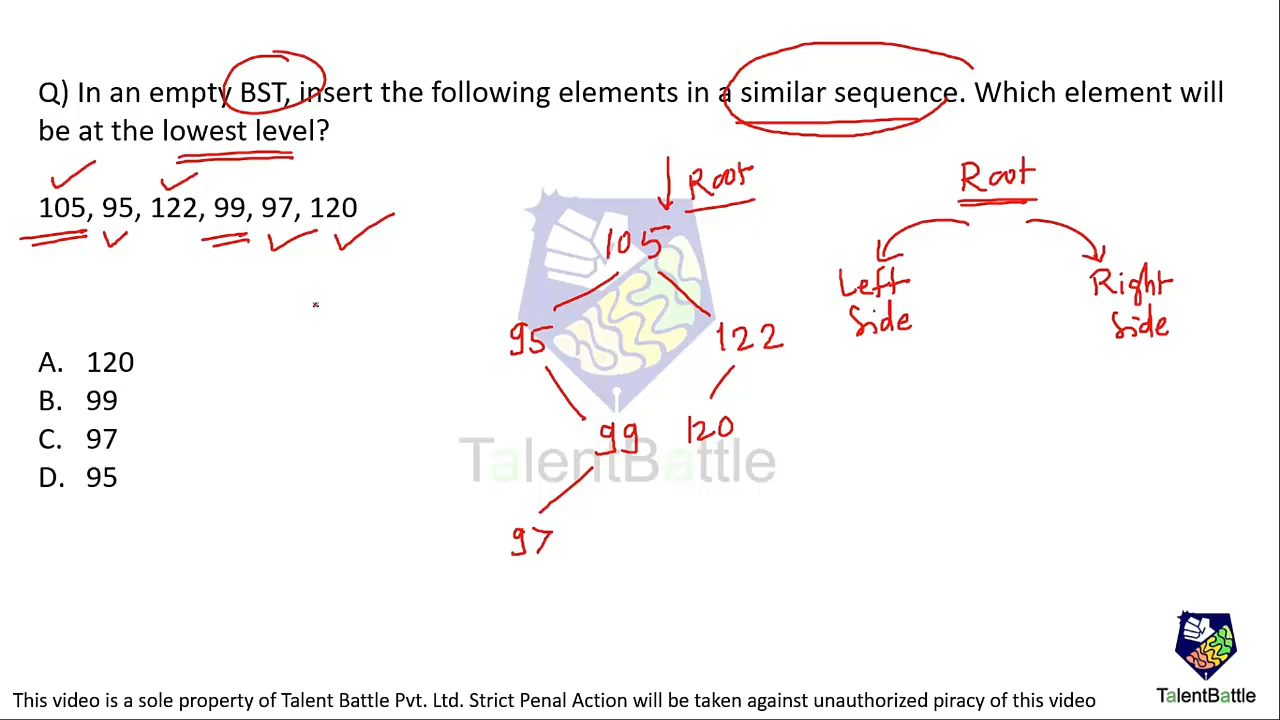 Q) In an empty BST, insert the following elements in a similar sequence. Which element will
be at the lowest level?
105, 95, 122, 99, 97, 120
A. 120
B. 99
C. 97
D. 95
Root
105
95 122
99 120
97
Root
Left Right
Side Side
TalentBattle
TalentBattle
This video is a sole property of Talent Battle Pvt. Ltd. Strict Penal Action will be taken against unauthorized piracy of this video